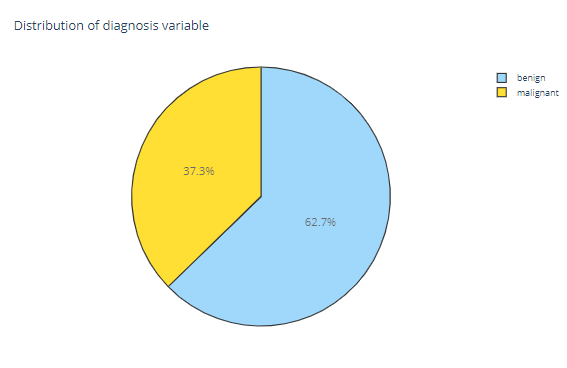 Distribution of diagnosis variable
benign
malignant
37.3%
62.7%